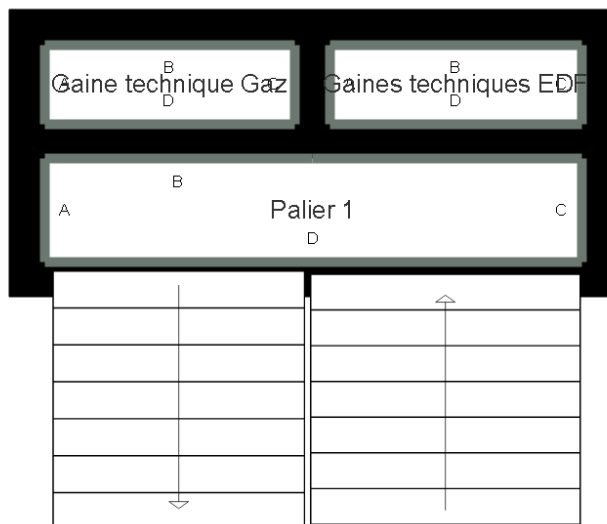 B
A Gaine technique Gaz C
D
B
A Gaines techniques EDF C
D
B
A Palier 1 C
D